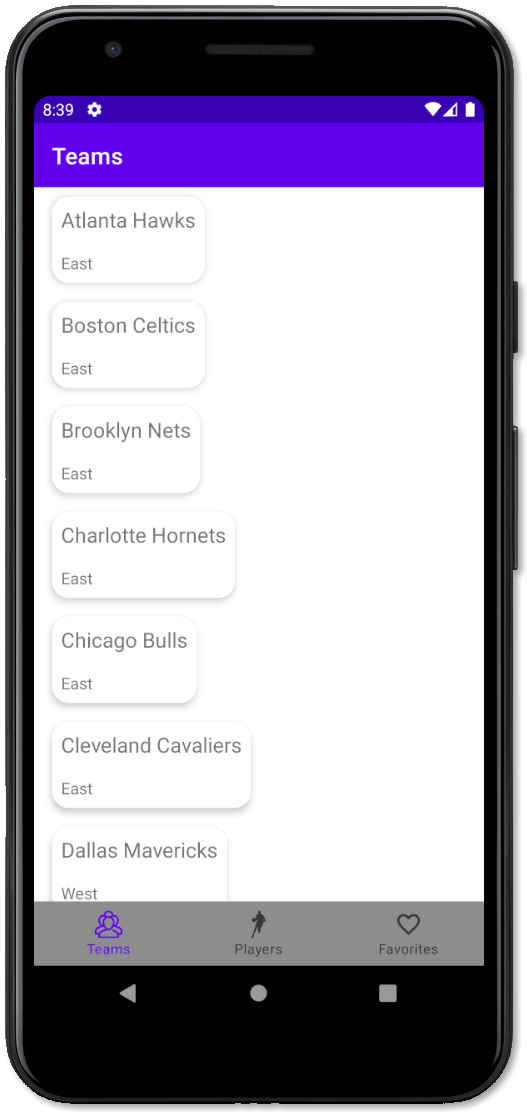 8:39
Teams
Atlanta Hawks
East
Boston Celtics
East
Brooklyn Nets
East
Charlotte Hornets
East
Chicago Bulls
East
Cleveland Cavaliers
East
Dallas Mavericks
West
Teams Players Favorites